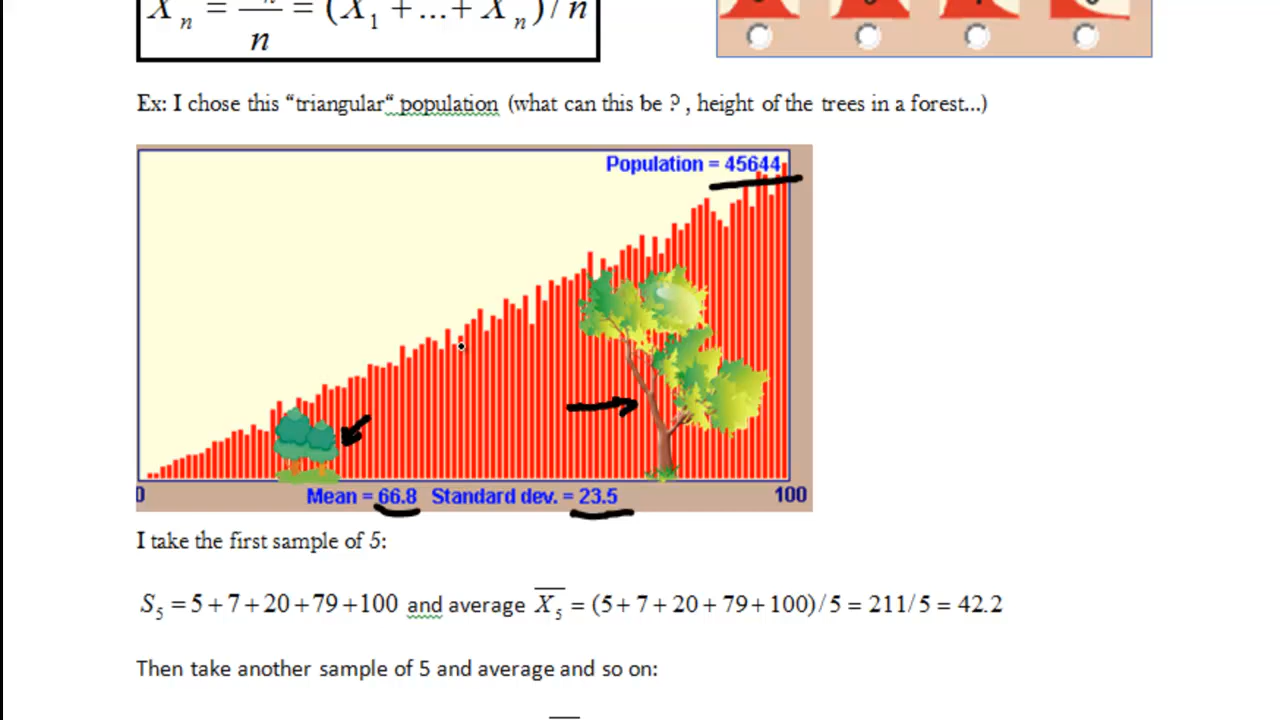 X̄ₙ = — = (X₁ +...+ Xₙ)/n
n
Ex: I chose this “triangular“ population (what can this be ? , height of the trees in a forest...)
Population = 45644
0 Mean = 66.8 Standard dev. = 23.5 100
I take the first sample of 5:
S₅ = 5 + 7 + 20 + 79 + 100 and average X̅₅ = (5 + 7 + 20 + 79 + 100)/5 = 211/5 = 42.2
Then take another sample of 5 and average and so on: